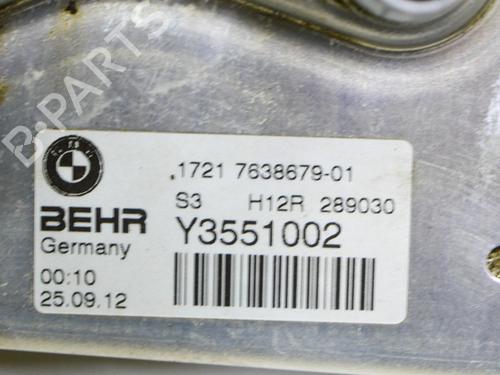 B-PARTS
.1721 7638679-01
S3 H12R 289030
BEHR Y3551002
Germany
00:10
25.09.12